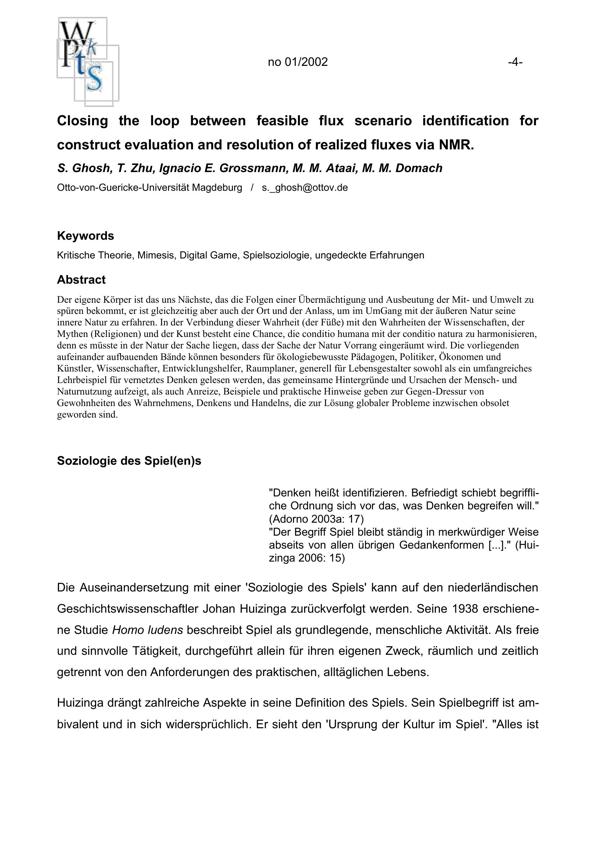 W
P k
t s
S
no 01/2002 -4-
Closing the loop between feasible flux scenario identification for
construct evaluation and resolution of realized fluxes via NMR.
S. Ghosh, T. Zhu, Ignacio E. Grossmann, M. M. Ataai, M. M. Domach
Otto-von-Guericke-Universität Magdeburg / s._ghosh@ottov.de
Keywords
Kritische Theorie, Mimesis, Digital Game, Spielsoziologie, ungedeckte Erfahrungen
Abstract
Der eigene Körper ist das uns Nächste, das die Folgen einer Übermächtigung und Ausbeutung der Mit- und Umwelt zu
spüren bekommt, er ist gleichzeitig aber auch der Ort und der Anlass, um im UmGang mit der äußeren Natur seine
innere Natur zu erfahren. In der Verbindung dieser Wahrheit (der Füße) mit den Wahrheiten der Wissenschaften, der
Mythen (Religionen) und der Kunst besteht eine Chance, die conditio humana mit der conditio natura zu harmonisieren,
denn es müsste in der Natur der Sache liegen, dass der Sache der Natur Vorrang eingeräumt wird. Die vorliegenden
aufeinander aufbauenden Bände können besonders für ökologiebewusste Pädagogen, Politiker, Ökonomen und
Künstler, Wissenschafter, Entwicklungshelfer, Raumplaner, generell für Lebensgestalter sowohl als ein umfangreiches
Lehrbeispiel für vernetztes Denken gelesen werden, das gemeinsame Hintergründe und Ursachen der Mensch- und
Naturnutzung aufzeigt, als auch Anreize, Beispiele und praktische Hinweise geben zur Gegen-Dressur von
Gewohnheiten des Wahrnehmens, Denkens und Handelns, die zur Lösung globaler Probleme inzwischen obsolet
geworden sind.
Soziologie des Spiel(en)s
"Denken heißt identifizieren. Befriedigt schiebt begriffli-
che Ordnung sich vor das, was Denken begreifen will."
(Adorno 2003a: 17)
"Der Begriff Spiel bleibt ständig in merkwürdiger Weise
abseits von allen übrigen Gedankenformen [...]." (Hui-
zinga 2006: 15)
Die Auseinandersetzung mit einer 'Soziologie des Spiels' kann auf den niederländischen
Geschichtswissenschaftler Johan Huizinga zurückverfolgt werden. Seine 1938 erschiene-
ne Studie Homo ludens beschreibt Spiel als grundlegende, menschliche Aktivität. Als freie
und sinnvolle Tätigkeit, durchgeführt allein für ihren eigenen Zweck, räumlich und zeitlich
getrennt von den Anforderungen des praktischen, alltäglichen Lebens.
Huizinga drängt zahlreiche Aspekte in seine Definition des Spiels. Sein Spielbegriff ist am-
bivalent und in sich widersprüchlich. Er sieht den 'Ursprung der Kultur im Spiel'. "Alles ist